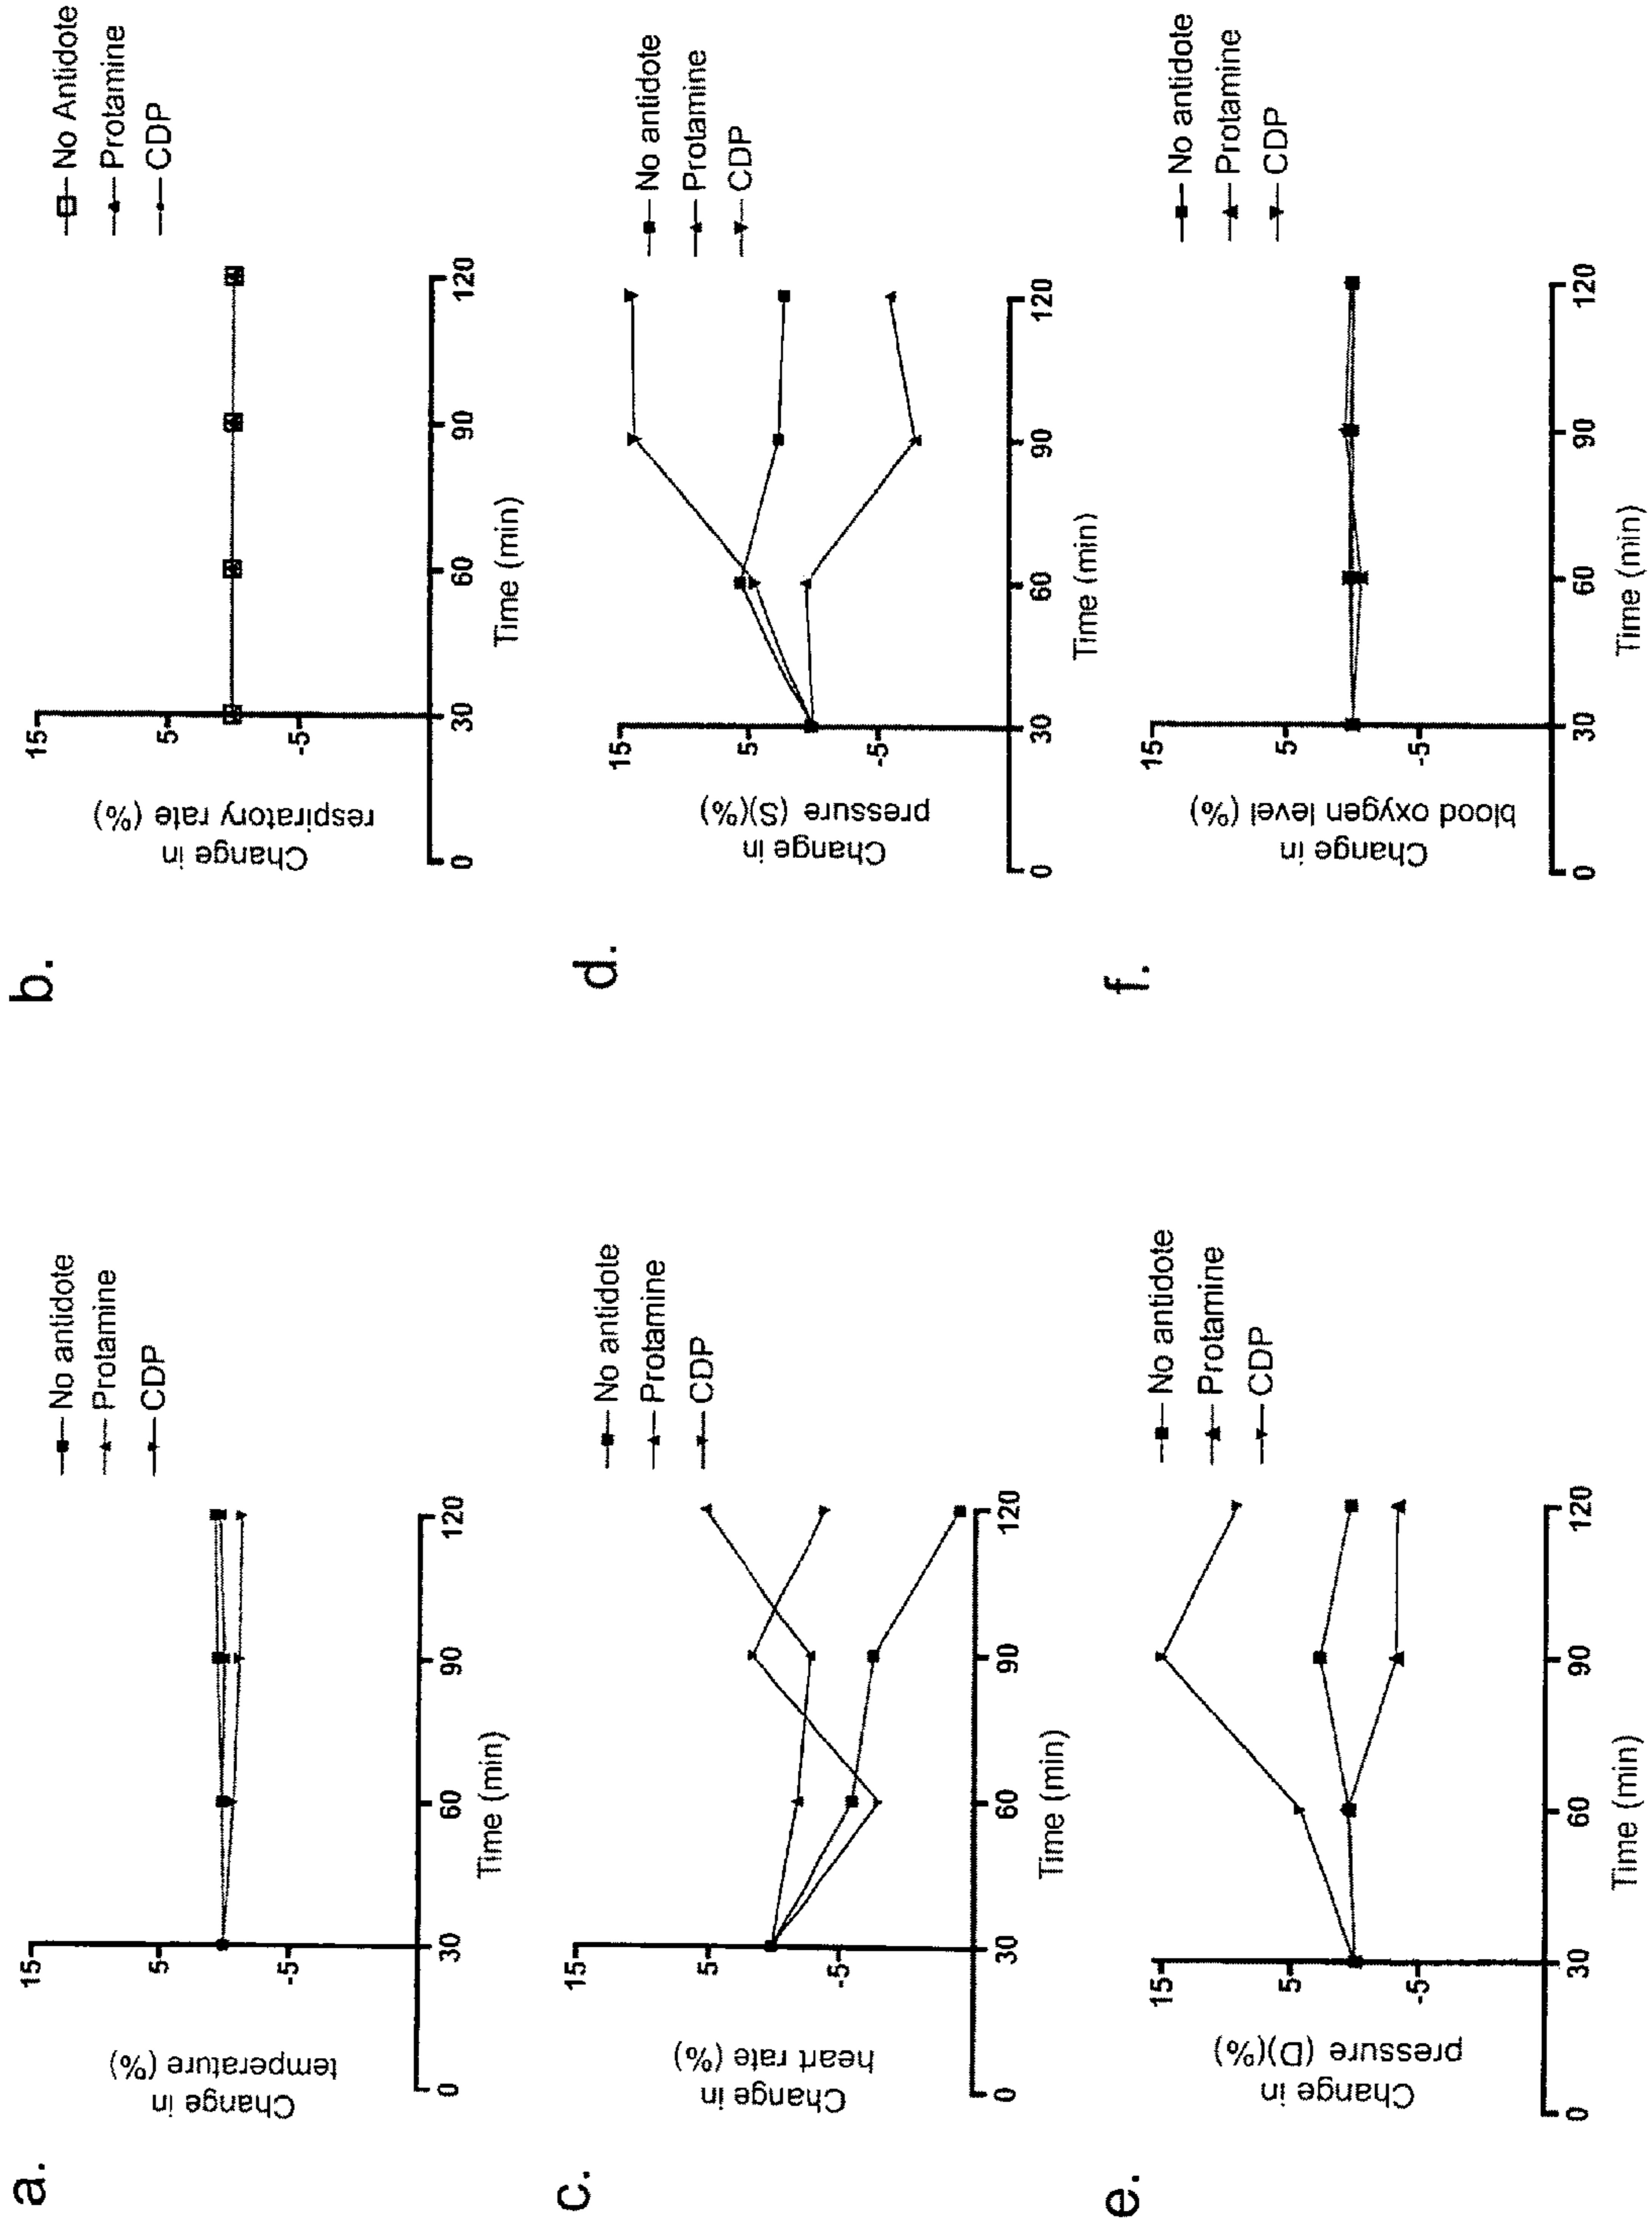 a.
Change in
temperature (%)
15
5
-5
0
30
60
90
120
Time (min)
No antidote
Protamine
CDP
b.
Change in
respiratory rate (%)
15
5
-5
0
30
60
90
120
Time (min)
No Antidote
Protamine
CDP
c.
Change in
heart rate (%)
15
5
-5
0
30
60
90
120
Time (min)
No antidote
Protamine
CDP
d.
Change in
pressure (S)(%)
15
5
-5
0
30
60
90
120
Time (min)
No antidote
Protamine
CDP
e.
Change in
pressure (D)(%)
15
5
-5
0
30
60
90
120
Time (min)
No antidote
Protamine
CDP
f.
Change in
blood oxygen level (%)
15
5
-5
0
30
60
90
120
Time (min)
No antidote
Protamine
CDP